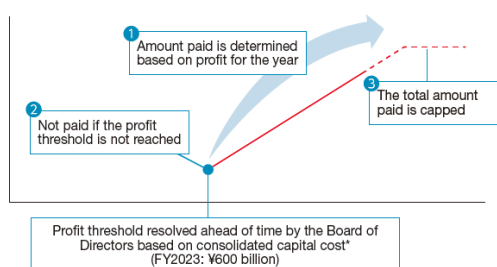 1
Amount paid is determined
based on profit for the year
2
Not paid if the profit
threshold is not reached
3
The total amount
paid is capped
Profit threshold resolved ahead of time by the Board of
Directors based on consolidated capital cost*
(FY2023: ¥600 billion)